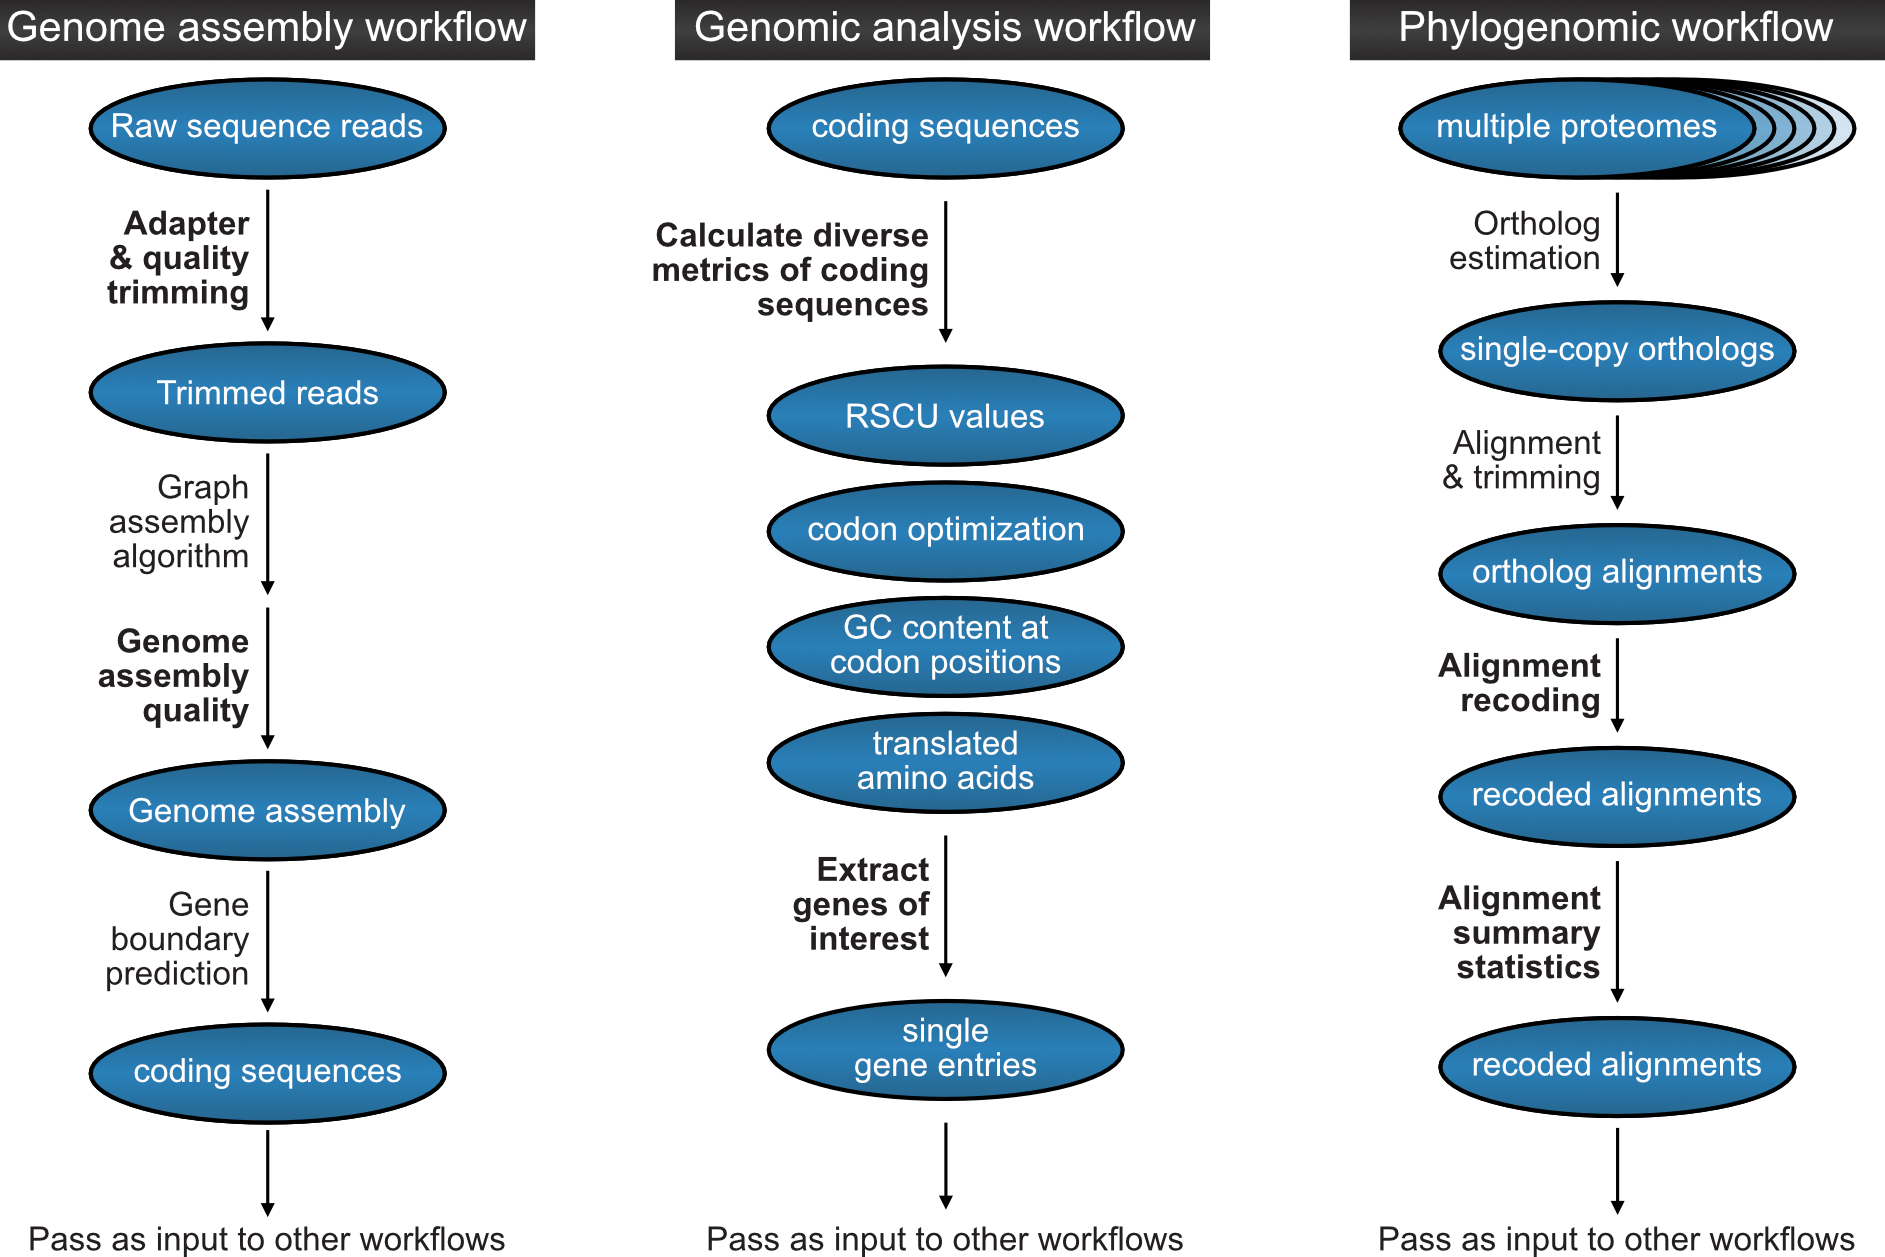 Genome assembly workflow
Raw sequence reads
Adapter
& quality
trimming
Trimmed reads
Graph
assembly
algorithm
Genome
assembly
quality
Genome assembly
Gene
boundary
prediction
coding sequences
Pass as input to other workflows
Genomic analysis workflow
coding sequences
Calculate diverse
metrics of coding
sequences
RSCU values
codon optimization
GC content at
codon positions
translated
amino acids
Extract
genes of
interest
single
gene entries
Pass as input to other workflows
Phylogenomic workflow
multiple proteomes
Ortholog
estimation
single-copy orthologs
Alignment
& trimming
ortholog alignments
Alignment
recoding
recoded alignments
Alignment
summary
statistics
recoded alignments
Pass as input to other workflows